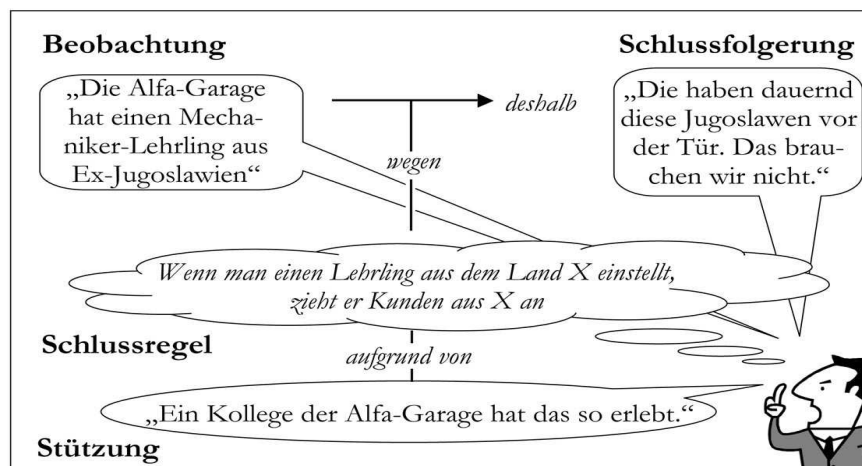 Beobachtung
Schlussfolgerung
„Die Alfa-Garage
hat einen Mecha-
niker-Lehrling aus
Ex-Jugoslawien“
deshalb
wegen
„Die haben dauernd
diese Jugoslawen vor
der Tür. Das brau-
chen wir nicht.“
Wenn man einen Lehrling aus dem Land X einstellt,
zieht er Kunden aus X an
Schlussregel
aufgrund von
„Ein Kollege der Alfa-Garage hat das so erlebt.“
Stützung